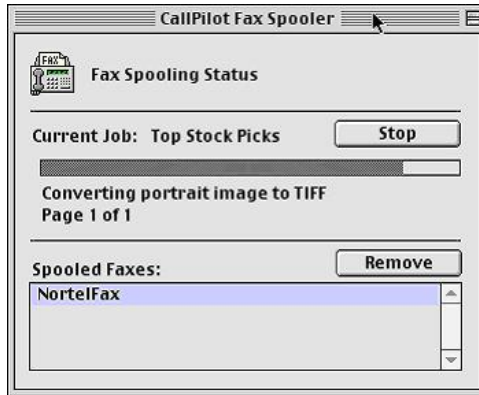 CallPilot Fax Spooler
FAX
Fax Spooling Status
Current Job: Top Stock Picks
Stop
Converting portrait image to TIFF
Page 1 of 1
Spooled Faxes:
Remove
NortelFax